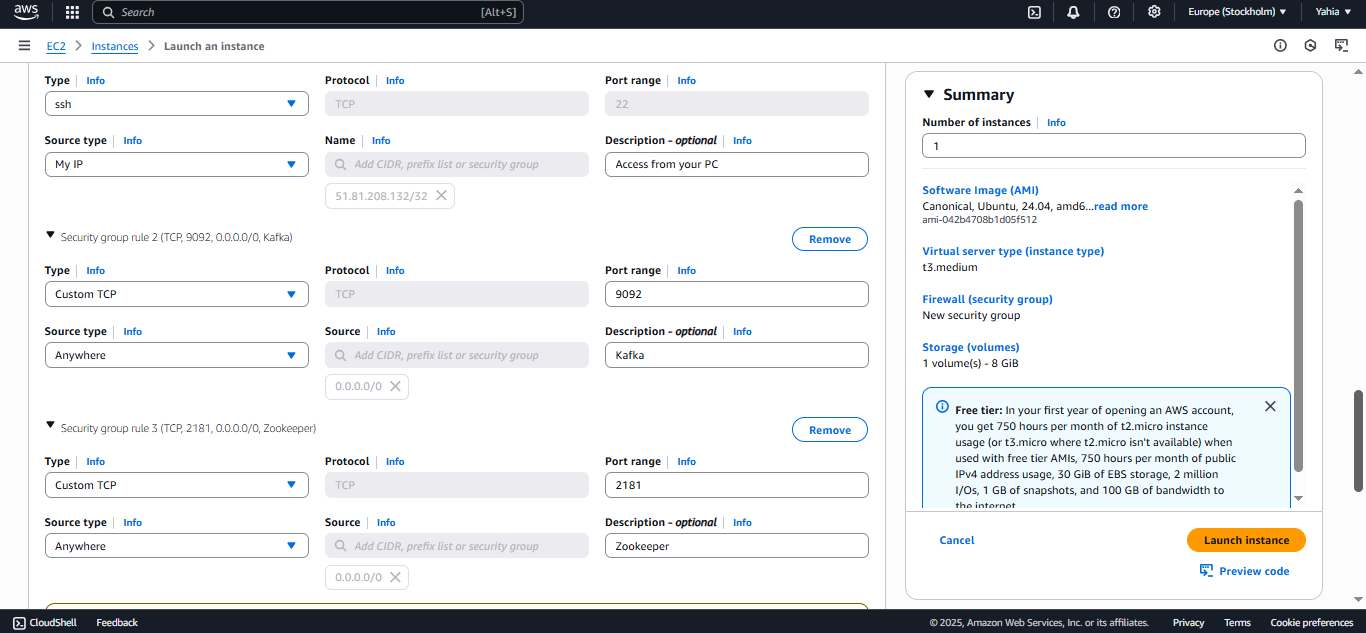 aws
Search [Alt+S]
Europe (Stockholm) Yahia
EC2 Instances Launch an instance
Type Info Protocol Info Port range Info
ssh TCP 22
Source type Info Name Info Description - optional Info
My IP Add CIDR, prefix list or security group Access from your PC
51.81.208.132/32
Security group rule 2 (TCP, 9092, 0.0.0.0/0, Kafka) Remove
Type Info Protocol Info Port range Info
Custom TCP TCP 9092
Source type Info Source Info Description - optional Info
Anywhere Add CIDR, prefix list or security group Kafka
0.0.0.0/0
Security group rule 3 (TCP, 2181, 0.0.0.0/0, Zookeeper) Remove
Type Info Protocol Info Port range Info
Custom TCP TCP 2181
Source type Info Source Info Description - optional Info
Anywhere Add CIDR, prefix list or security group Zookeeper
0.0.0.0/0
Summary
Number of instances Info
1
Software Image (AMI)
Canonical, Ubuntu, 24.04, amd6...read more
ami-042b4708b1d05f512
Virtual server type (instance type)
t3.medium
Firewall (security group)
New security group
Storage (volumes)
1 volume(s) - 8 GiB
Free tier: In your first year of opening an AWS account,
you get 750 hours per month of t2.micro instance
usage (or t3.micro where t2.micro isn't available) when
used with free tier AMIs, 750 hours per month of public
IPv4 address usage, 30 GiB of EBS storage, 2 million
I/Os, 1 GB of snapshots, and 100 GB of bandwidth to
the internet.
Cancel Launch instance
Preview code
CloudShell Feedback © 2025, Amazon Web Services, Inc. or its affiliates. Privacy Terms Cookie preferences